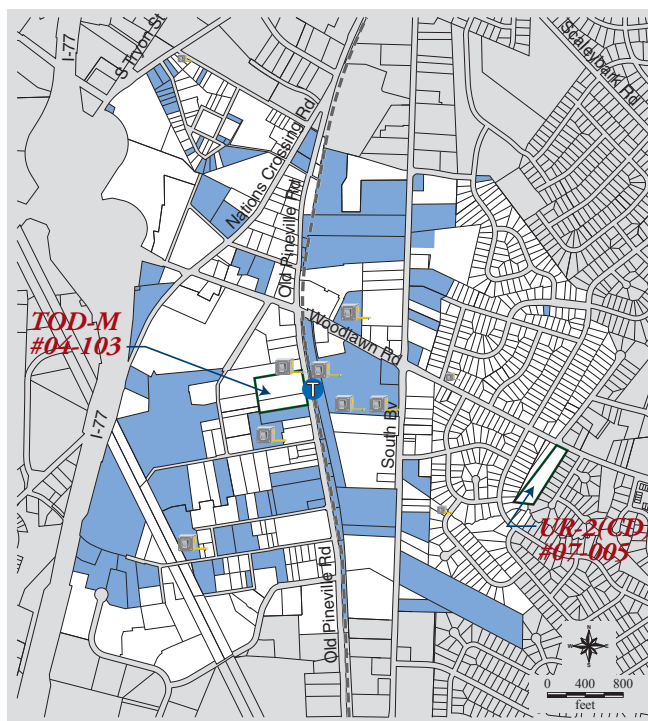 I-77
S Tryon St
Scaleybark Rd
Nations Crossing Rd
Old Pineville Rd
TOD-M
#04-103
Woodlawn Rd
T
I-77
South Bv
UR-2(CD)
#07-005
Old Pineville Rd
N
W E
S
0 400 800
feet